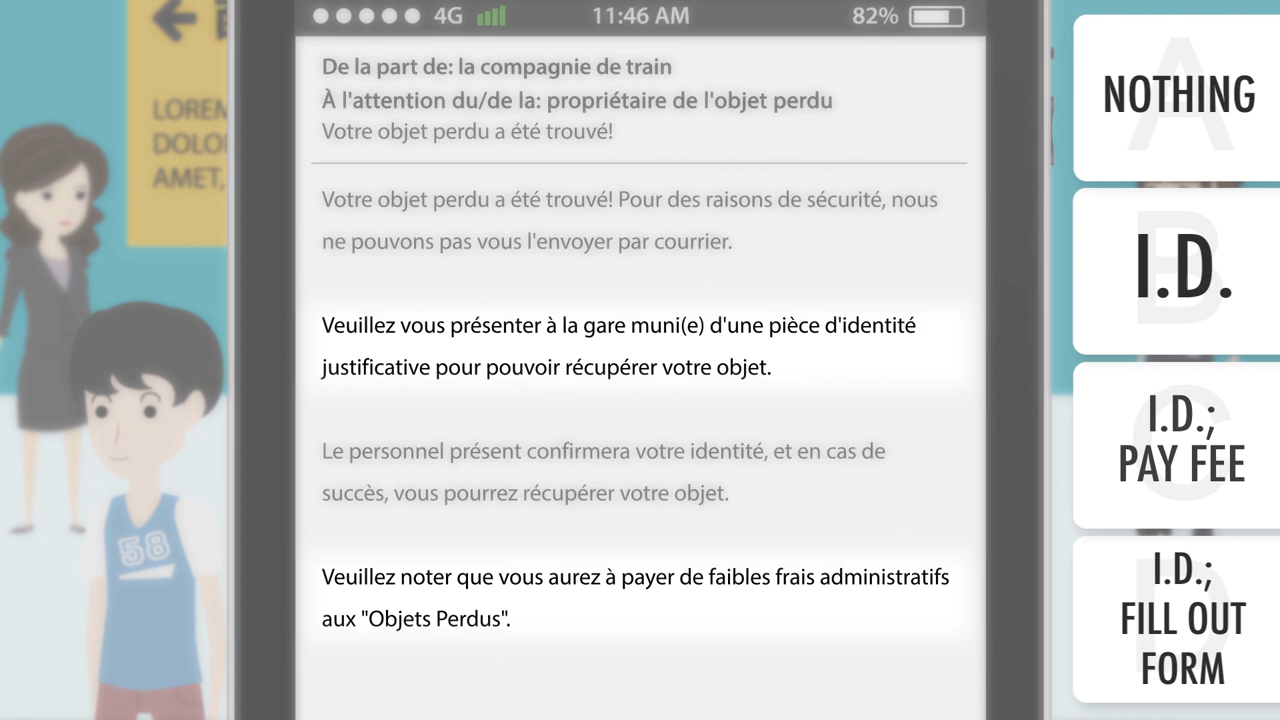 4G 11:46 AM 82%
LOREM
DOLO
AMET,
De la part de: la compagnie de train
À l'attention du/de la: propriétaire de l'objet perdu
Votre objet perdu a été trouvé!
Votre objet perdu a été trouvé! Pour des raisons de sécurité, nous
ne pouvons pas vous l'envoyer par courrier.
Veuillez vous présenter à la gare muni(e) d'une pièce d'identité
justificative pour pouvoir récupérer votre objet.
Le personnel présent confirmera votre identité, et en cas de
succès, vous pourrez récupérer votre objet.
Veuillez noter que vous aurez à payer de faibles frais administratifs
aux "Objets Perdus".
58
A
NOTHING
B
I.D.
C
I.D.;
PAY FEE
D
I.D.;
FILL OUT
FORM